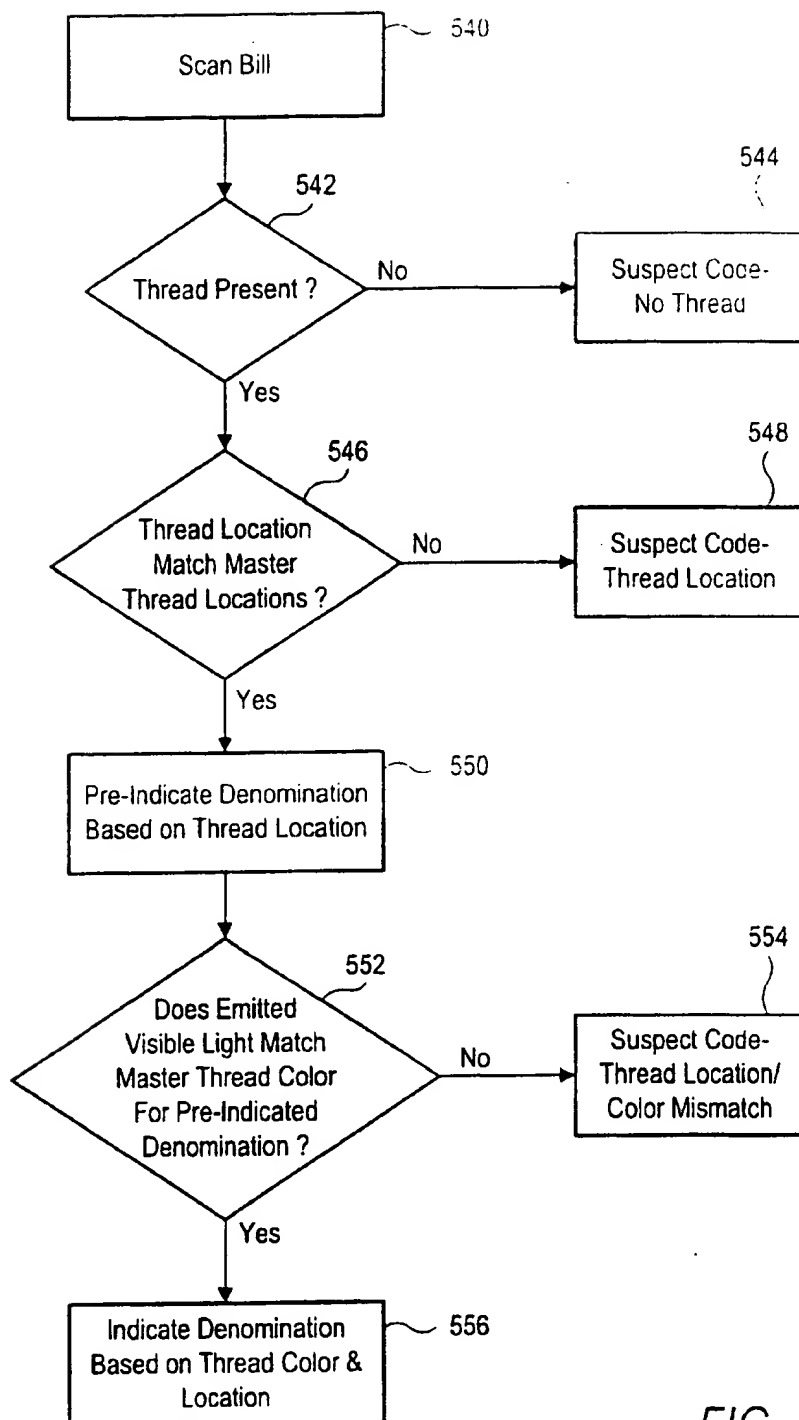 Scan Bill
540
542
Thread Present ?
No
544
Suspect Code-
No Thread
Yes
546
Thread Location
Match Master
Thread Locations ?
No
548
Suspect Code-
Thread Location
Yes
Pre-Indicate Denomination
Based on Thread Location
550
552
Does Emitted
Visible Light Match
Master Thread Color
For Pre-Indicated
Denomination ?
No
554
Suspect Code-
Thread Location/
Color Mismatch
Yes
Indicate Denomination
Based on Thread Color &
Location
556
FIG